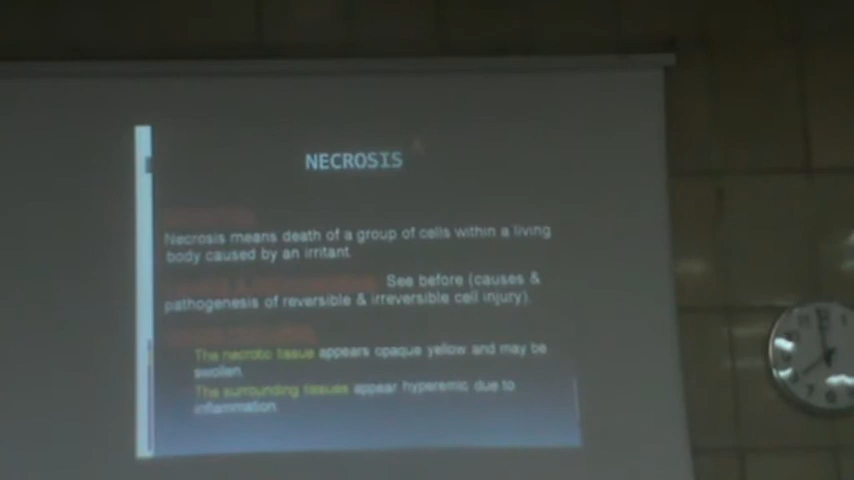 NECROSIS
Necrosis means death of a group of cells within a living
body caused by an irritant
See before (causes &
pathogenesis of reversible & irreversible cell injury).
The necrotic tissue appears opaque yellow and may be
swollen.
The surrounding tissues appear hyperemic due to
inflammation.